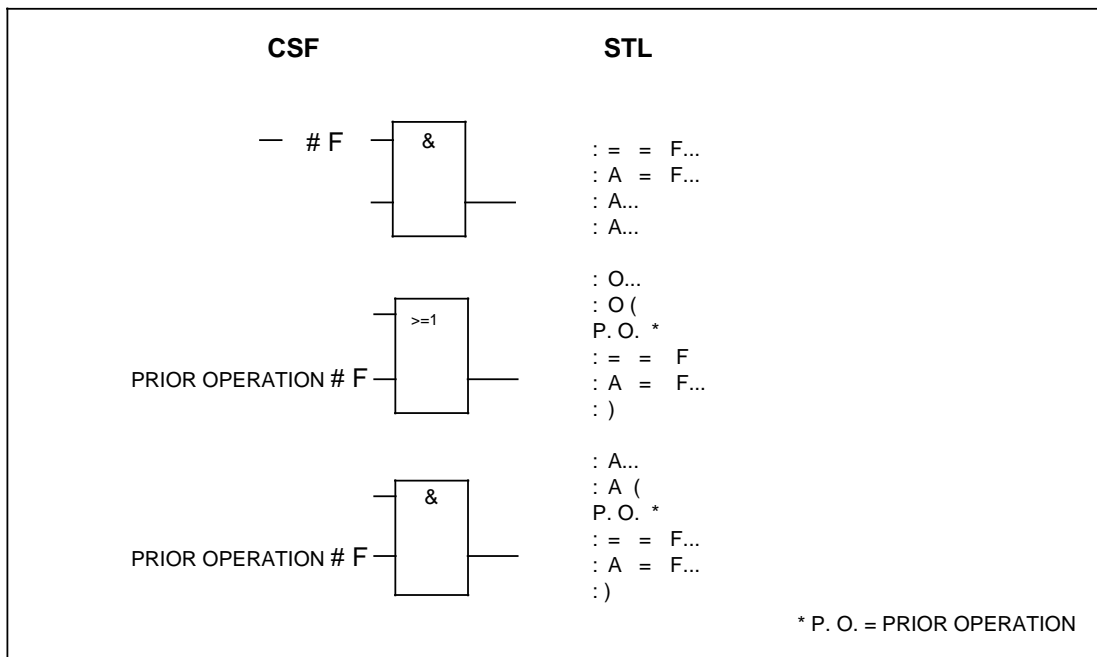 CSF STL
# F &
: = = F...
: A = F...
: A...
: A...
: O...
: O (
>=1
P. O. *
: = = F
PRIOR OPERATION # F
: A = F...
: )
: A...
&
: A (
P. O. *
: = = F...
PRIOR OPERATION # F
: A = F...
: )
* P. O. = PRIOR OPERATION